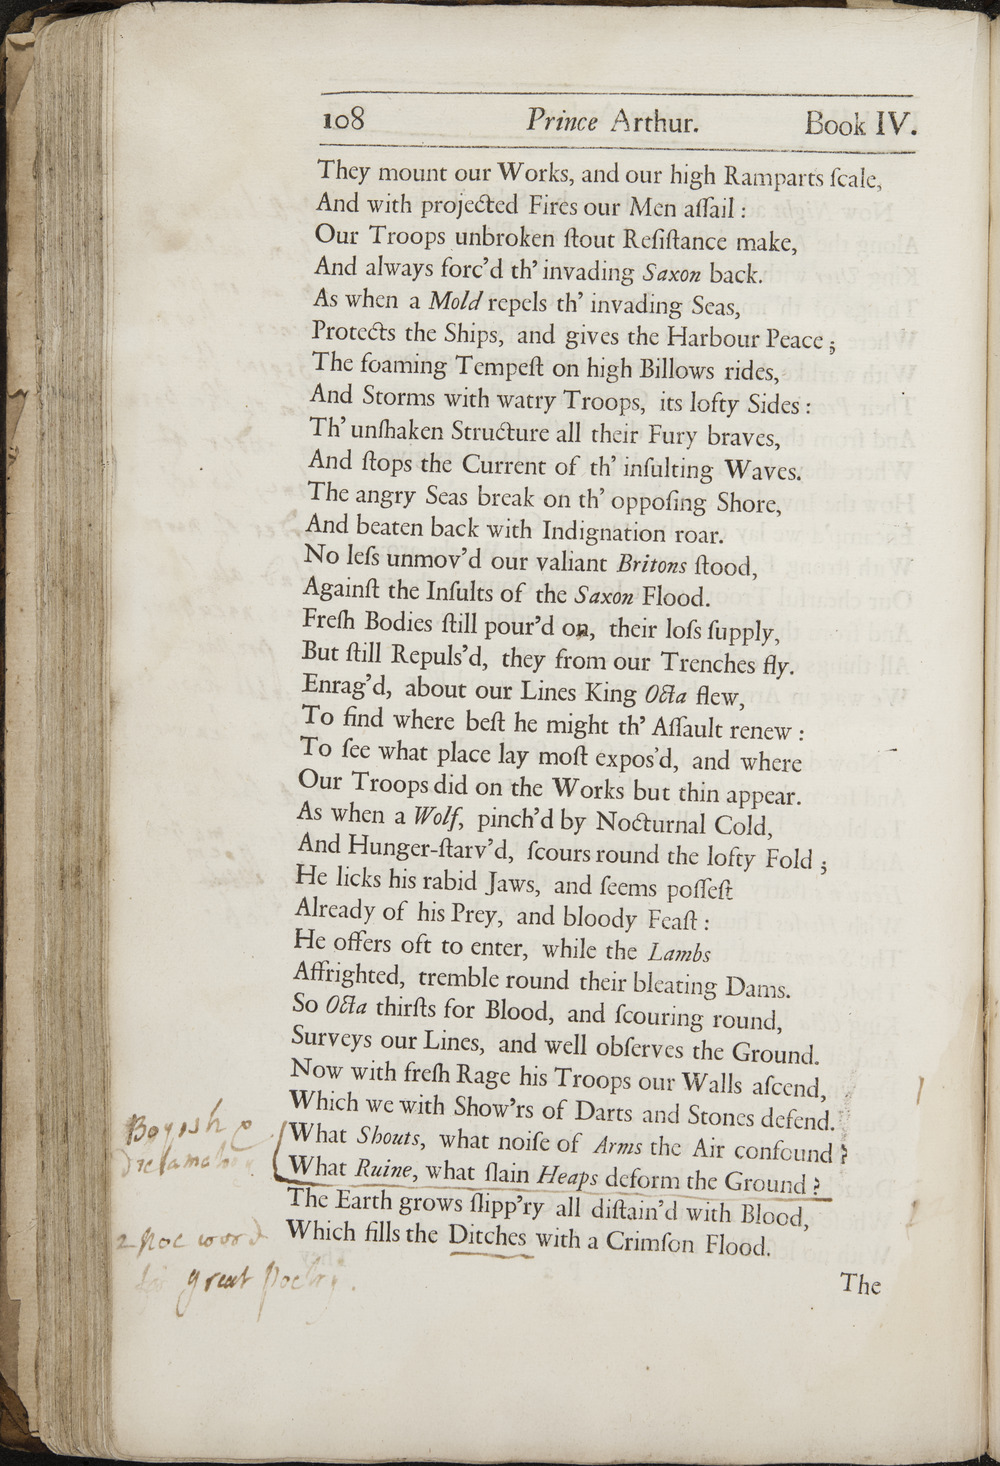 108 Prince Arthur. Book IV.
They mount our Works, and our high Ramparts ſcale,
And with projected Fires our Men aſſail :
Our Troops unbroken ſtout Reſiſtance make,
And always forc’d th’ invading Saxon back.
As when a Mold repels th’ invading Seas,
Protects the Ships, and gives the Harbour Peace ;
The foaming Tempeſt on high Billows rides,
And Storms with watry Troops, its lofty Sides :
Th’ unſhaken Structure all their Fury braves,
And ſtops the Current of th’ inſulting Waves.
The angry Seas break on th’ oppoſing Shore,
And beaten back with Indignation roar.
No leſs unmov’d our valiant Britons ſtood,
Againſt the Inſults of the Saxon Flood.
Freſh Bodies ſtill pour’d on, their loſs ſupply,
But ſtill Repuls’d, they from our Trenches fly.
Enrag’d, about our Lines King Octa flew,
To find where beſt he might th’ Aſſault renew :
To ſee what place lay moſt expos’d, and where
Our Troops did on the Works but thin appear.
As when a Wolf, pinch’d by Nocturnal Cold,
And Hunger-ſtarv’d, ſcours round the lofty Fold ;
He licks his rabid Jaws, and ſeems poſſeſt
Already of his Prey, and bloody Feaſt :
He offers oft to enter, while the Lambs
Affrighted, tremble round their bleating Dams.
So Octa thirſts for Blood, and ſcouring round,
Surveys our Lines, and well obſerves the Ground.
Now with freſh Rage his Troops our Walls aſcend,
Which we with Show’rs of Darts and Stones defend.
What Shouts, what noiſe of Arms the Air confound ?
What Ruine, what ſlain Heaps deform the Ground ?
The Earth grows ſlipp’ry all diſtain’d with Blood,
Which fills the Ditches with a Crimſon Flood.
The
Boyish
word
for great Poetry.